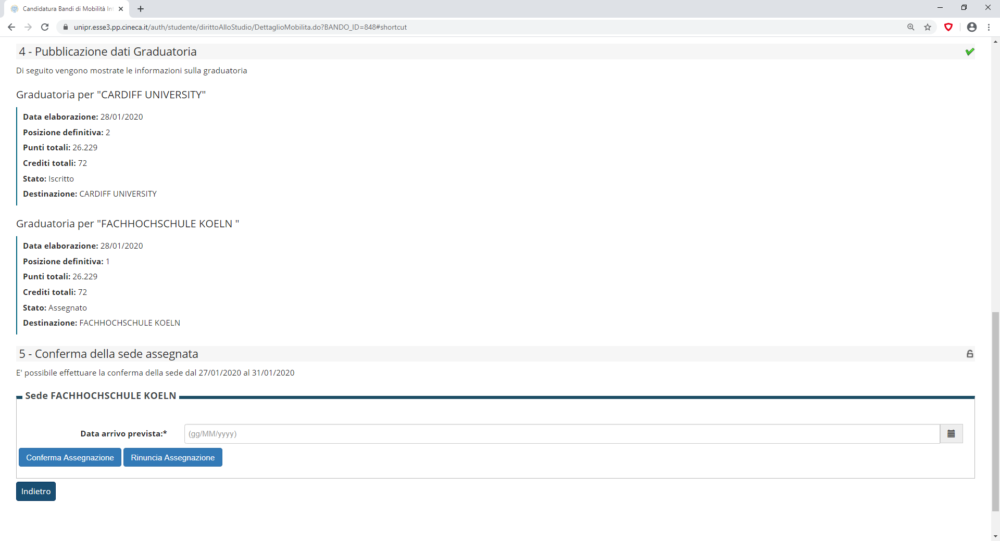 Candidatura Bandi di Mobilità Int
unipr.esse3.pp.cineca.it/auth/studente/dirittoAlloStudio/DettaglioMobilita.do?BANDO_ID=848#shortcut
4 - Pubblicazione dati Graduatoria
Di seguito vengono mostrate le informazioni sulla graduatoria
Graduatoria per "CARDIFF UNIVERSITY"
Data elaborazione: 28/01/2020
Posizione definitiva: 2
Punti totali: 26.229
Crediti totali: 72
Stato: Iscritto
Destinazione: CARDIFF UNIVERSITY
Graduatoria per "FACHHOCHSCHULE KOELN "
Data elaborazione: 28/01/2020
Posizione definitiva: 1
Punti totali: 26.229
Crediti totali: 72
Stato: Assegnato
Destinazione: FACHHOCHSCHULE KOELN
5 - Conferma della sede assegnata
E' possibile effettuare la conferma della sede dal 27/01/2020 al 31/01/2020
Sede FACHHOCHSCHULE KOELN
Data arrivo prevista:* (gg/MM/yyyy)
Conferma Assegnazione Rinuncia Assegnazione
Indietro